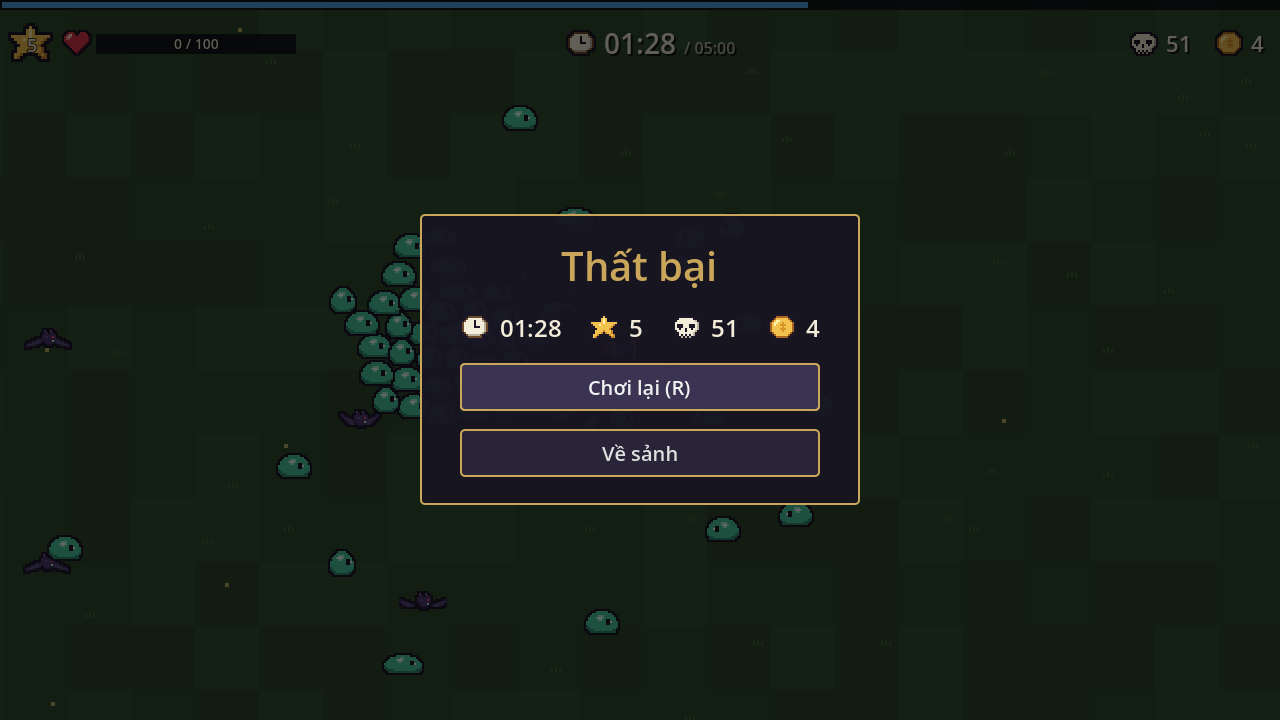 5
0 / 100
01:28 / 05:00
51
4
Thất bại
01:28 5 51 4
Chơi lại (R)
Về sảnh